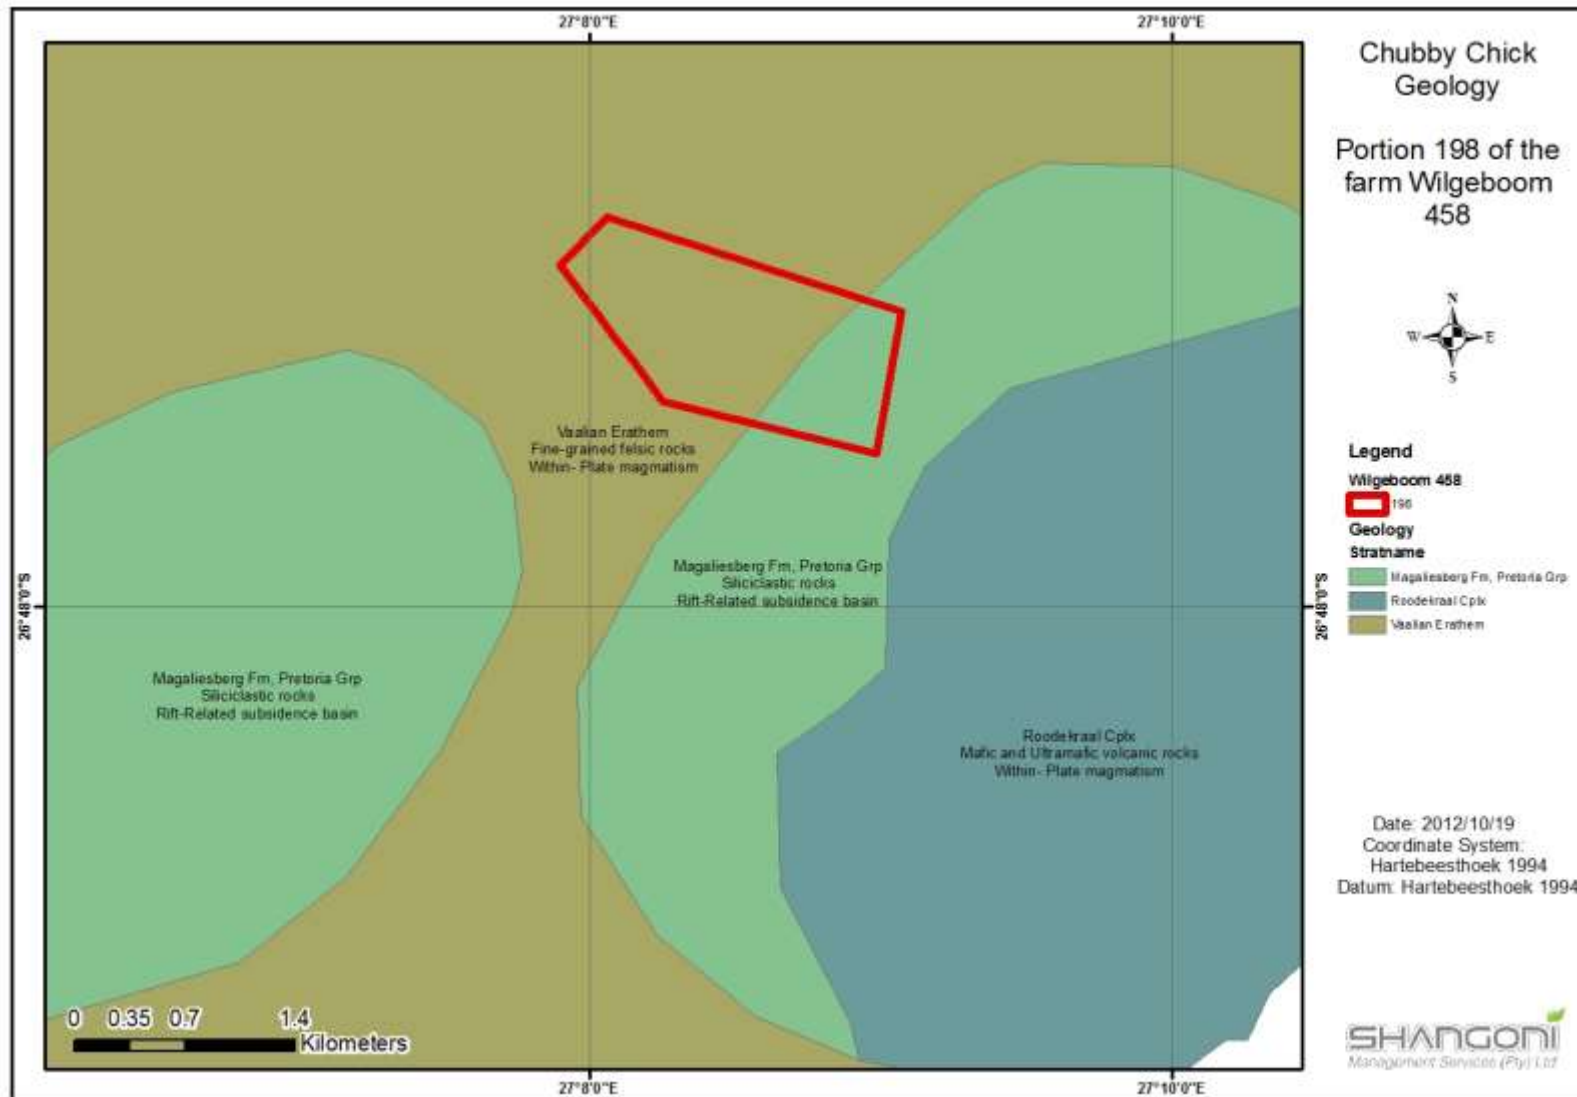 27°8'0"E
27°10'0"E
Chubby Chick
Geology
Portion 198 of the
farm Wilgeboom
458
N
W
E
S
Vaalian Erathem
Fine-grained felsic rocks
Within- Plate magmatism
Legend
Wilgeboom 458
198
Geology
Stratname
Magaliesberg Fm, Pretoria Grp
Roodekraal Cplx
Vaalian Erathem
Magaliesberg Fm, Pretoria Grp
Siliciclastic rocks
Rift-Related subsidence basin
26°48'0"S
26°48'0"S
Magaliesberg Fm, Pretoria Grp
Siliciclastic rocks
Rift-Related subsidence basin
Roodekraal Cplx
Mafic and Ultramafic volcanic rocks
Within- Plate magmatism
Date: 2012/10/19
Coordinate System:
Hartebeesthoek 1994
Datum: Hartebeesthoek 1994
0 0.35 0.7 1.4
Kilometers
SHANGONI
Management Services (Pty) Ltd
27°8'0"E
27°10'0"E